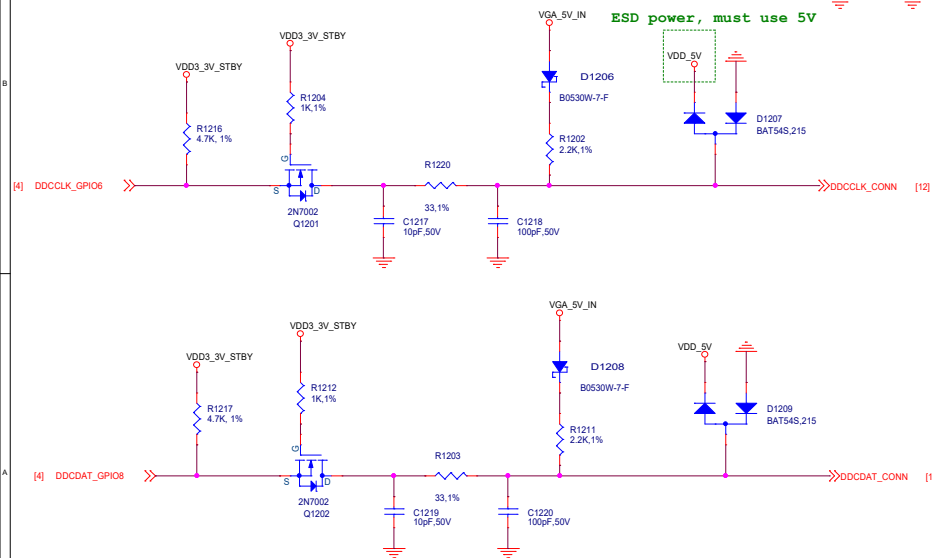 ESD power, must use 5V
VGA_5V_IN
VDD3_3V_STBY
VDD_5V
VDD3_3V_STBY
D1206
B
B0530W-7-F
R1204
1K,1%
D1207
BAT54S,215
R1216
4.7K, 1%
R1202
2.2K,1%
G
R1220
[4] DDCCLK_GPIO6
S D
DDCCLK_CONN [12]
33,1%
2N7002
Q1201
C1217
10pF,50V
C1218
100pF,50V
VGA_5V_IN
VDD3_3V_STBY
VDD_5V
VDD3_3V_STBY
D1208
B0530W-7-F
R1212
1K,1%
D1209
BAT54S,215
R1217
4.7K, 1%
R1211
2.2K,1%
G
R1203
A
[4] DDCDAT_GPIO8
S D
DDCDAT_CONN [1
33,1%
2N7002
Q1202
C1219
10pF,50V
C1220
100pF,50V